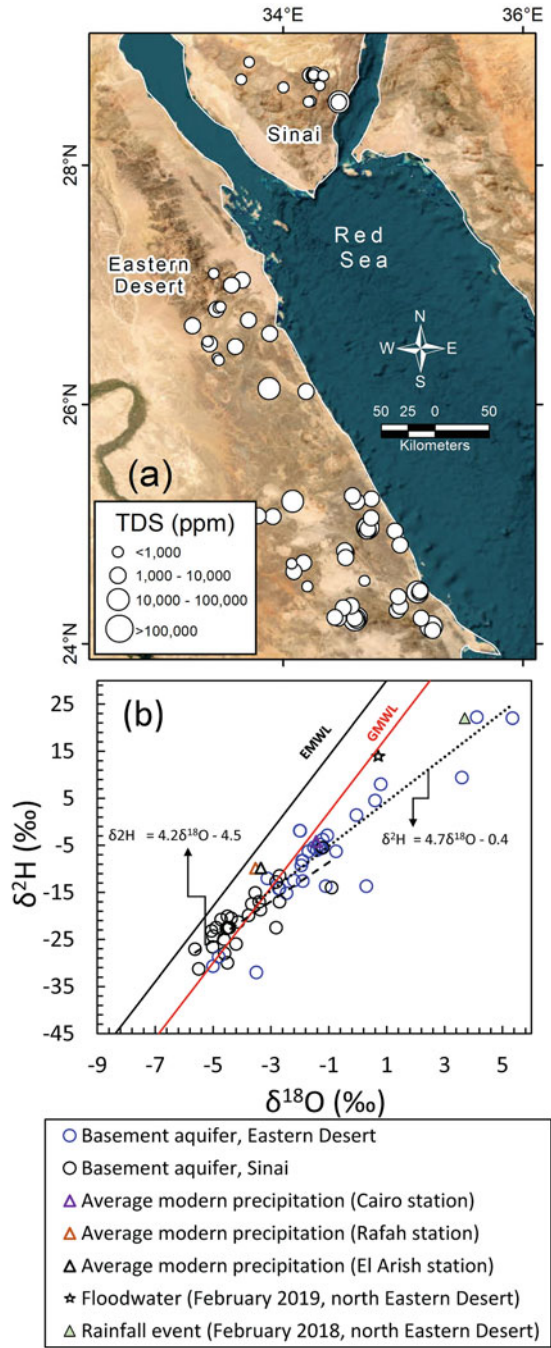 34°E 36°E
Sinai
28°N
Red
Sea
Eastern
Desert
N
W E
S
26°N
50 25 0 50
Kilometers
(a)
TDS (ppm)
<1,000
1,000 - 10,000
10,000 - 100,000
>100,000
24°N
(b)
EMWL
GMWL
δ2H = 4.2δ¹⁸O - 4.5
δ²H = 4.7δ¹⁸O - 0.4
25
15
5
-5
-15
-25
-35
-45
δ²H (‰)
-9 -7 -5 -3 -1 1 3 5
δ¹⁸O (‰)
Basement aquifer, Eastern Desert
Basement aquifer, Sinai
Average modern precipitation (Cairo station)
Average modern precipitation (Rafah station)
Average modern precipitation (El Arish station)
Floodwater (February 2019, north Eastern Desert)
Rainfall event (February 2018, north Eastern Desert)